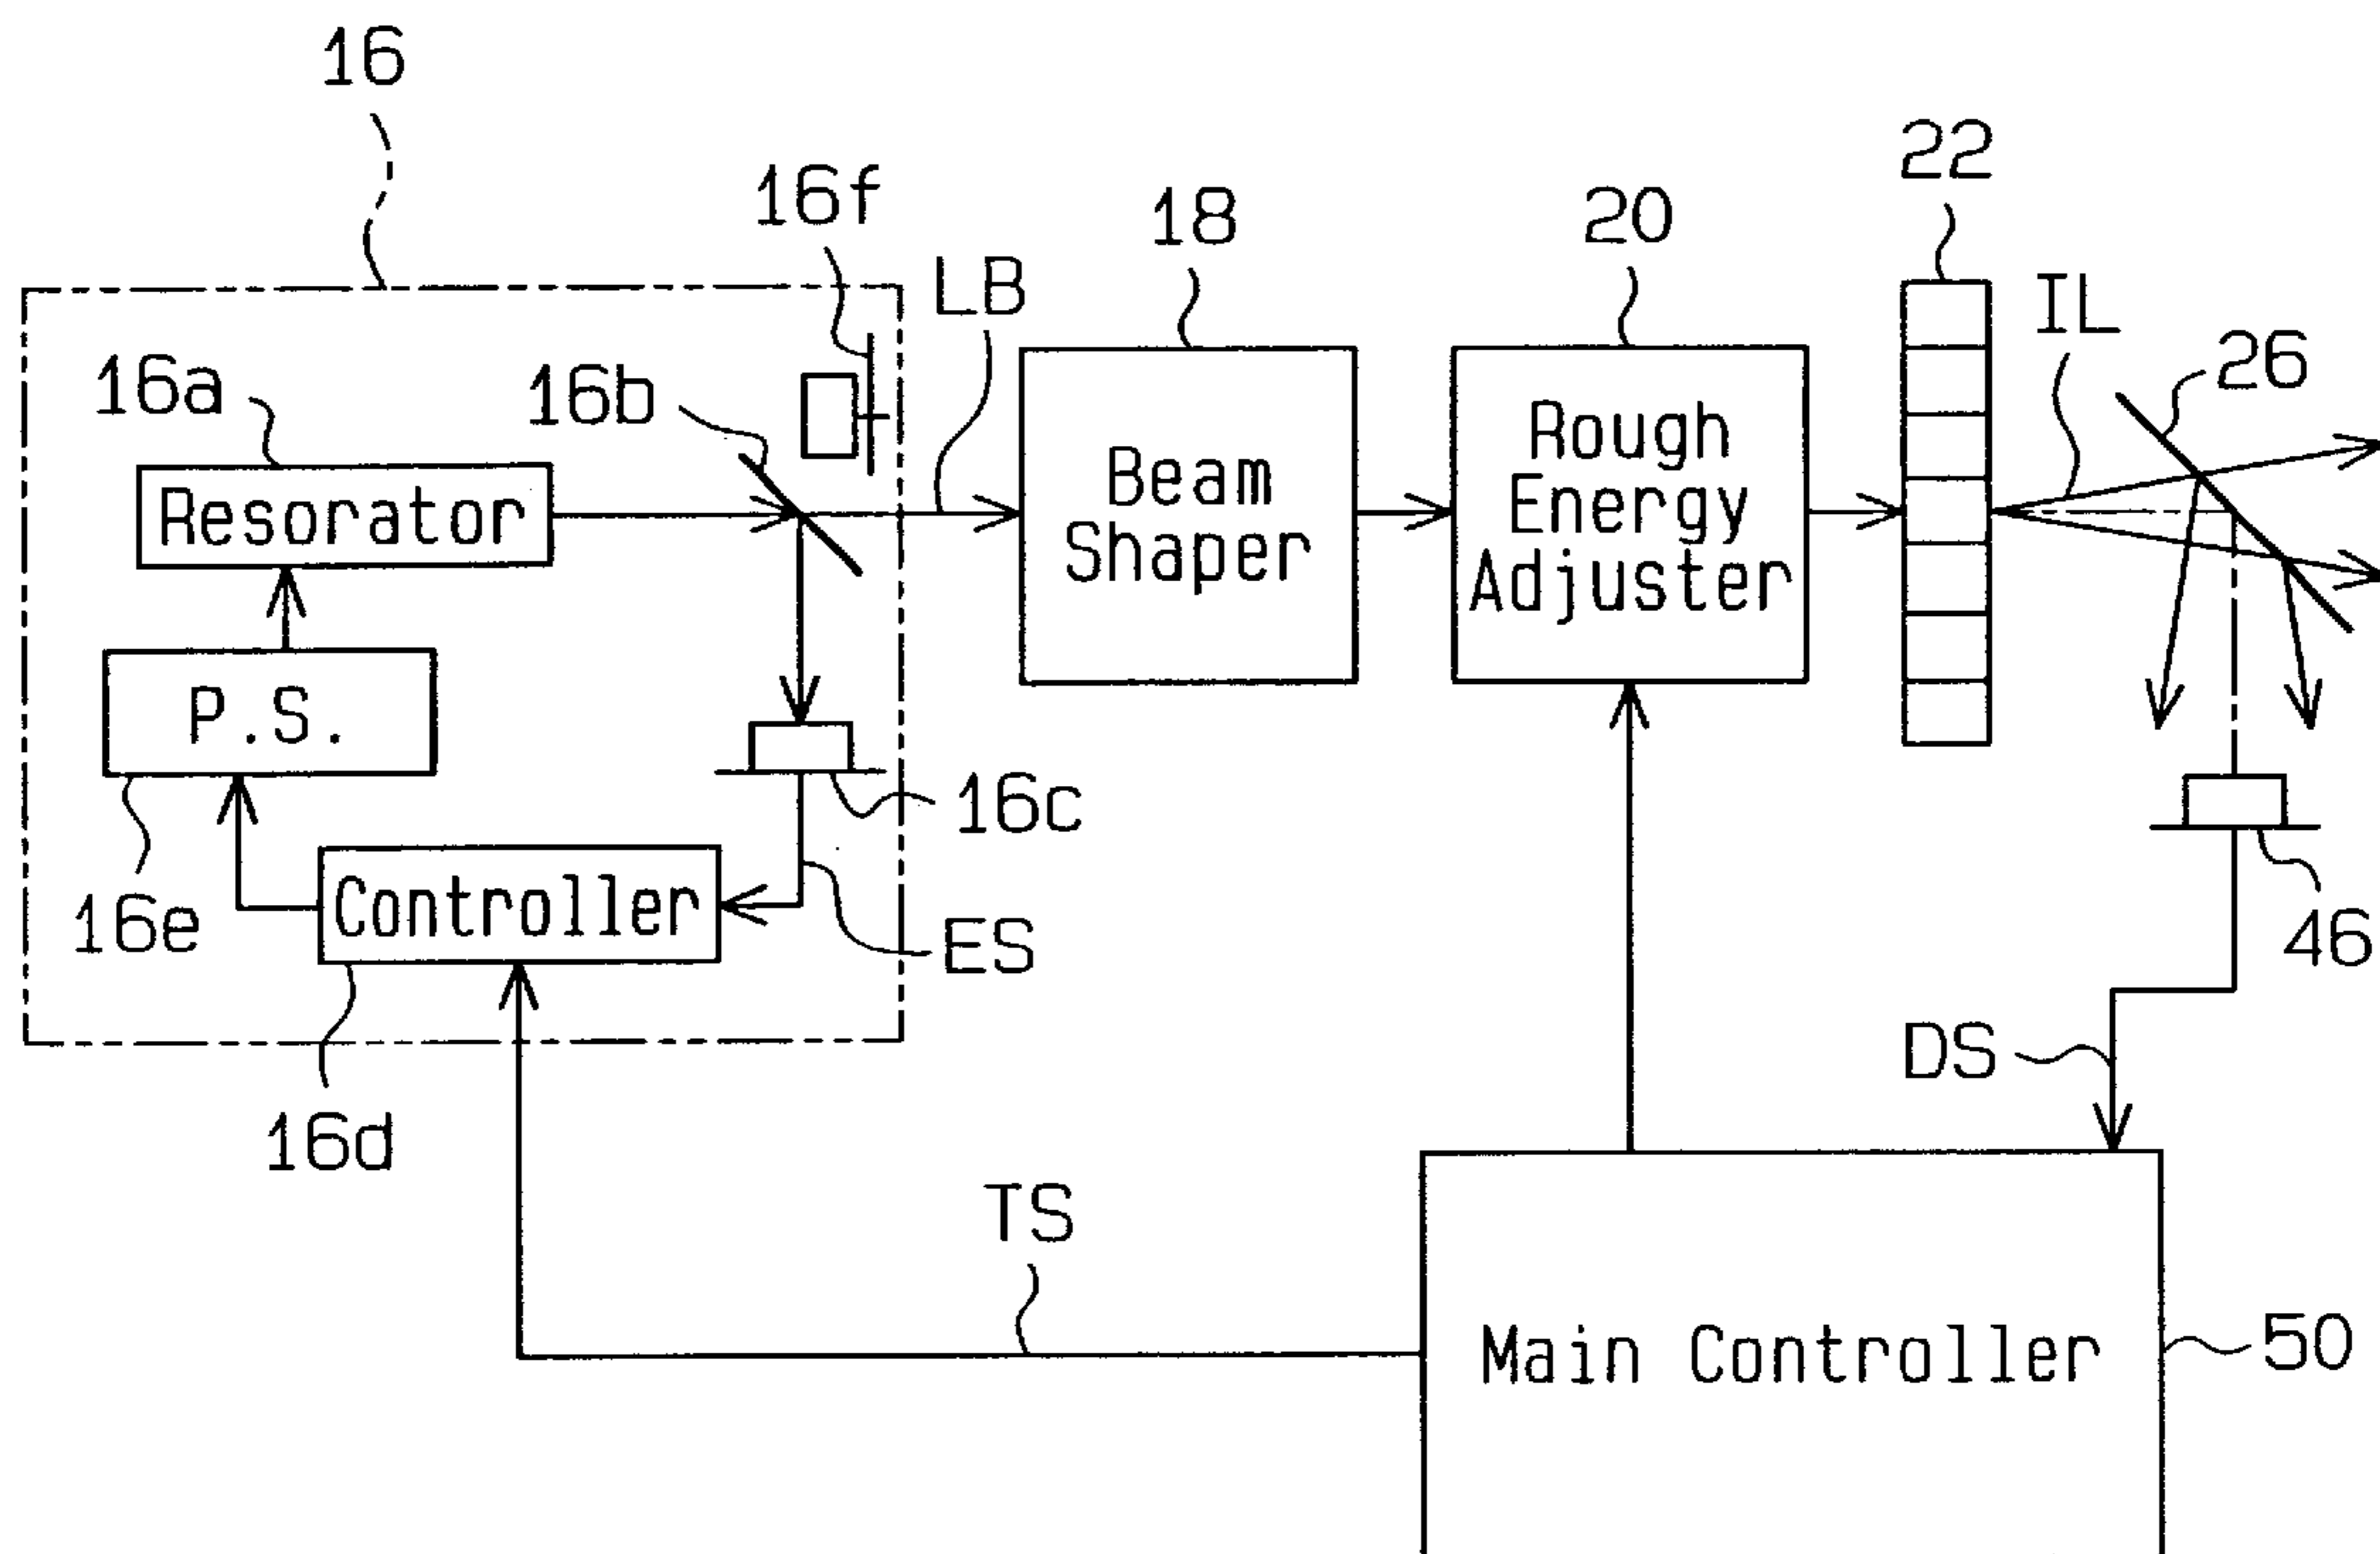 16
22
16f
18
20
LB
IL
26
16a
16b
Resorator
Beam
Shaper
Rough
Energy
Adjuster
P.S.
16c
16e
Controller
ES
46
DS
16d
TS
Main Controller
50